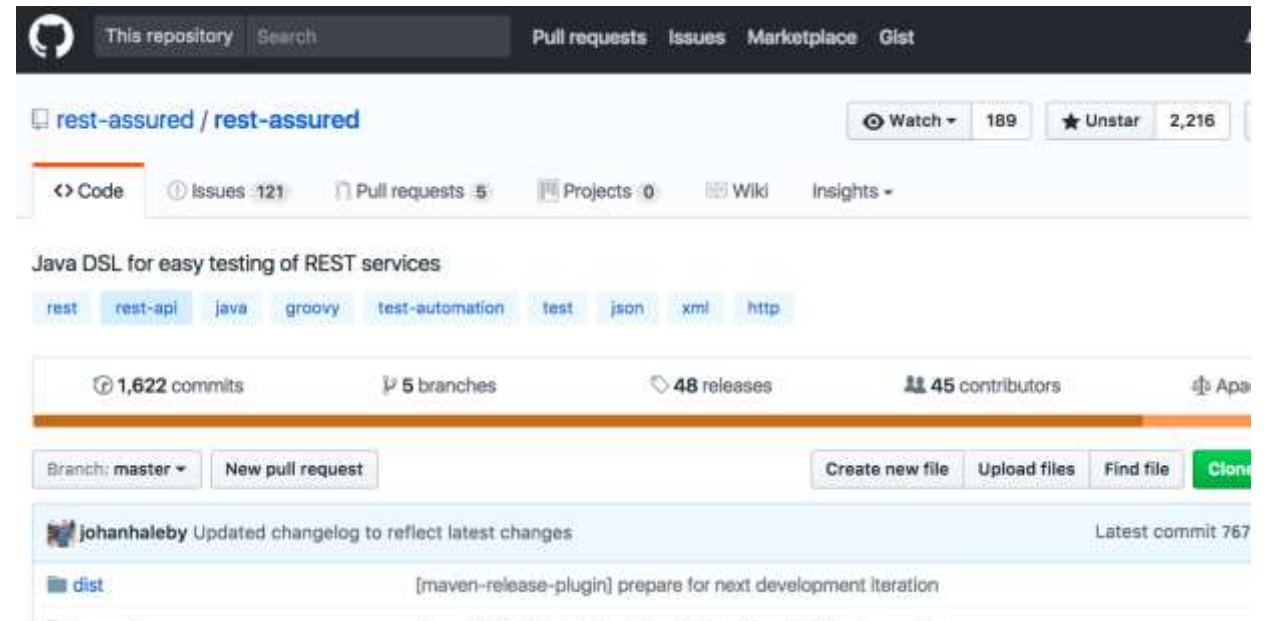 This repository Search Pull requests Issues Marketplace Gist
rest-assured / rest-assured Watch 189 Unstar 2,216
<> Code Issues 121 Pull requests 5 Projects 0 Wiki Insights
Java DSL for easy testing of REST services
rest rest-api java groovy test-automation test json xml http
1,622 commits 5 branches 48 releases 45 contributors Apa
Branch: master New pull request Create new file Upload files Find file Clone
johanhaleby Updated changelog to reflect latest changes Latest commit 767
dist [maven-release-plugin] prepare for next development iteration